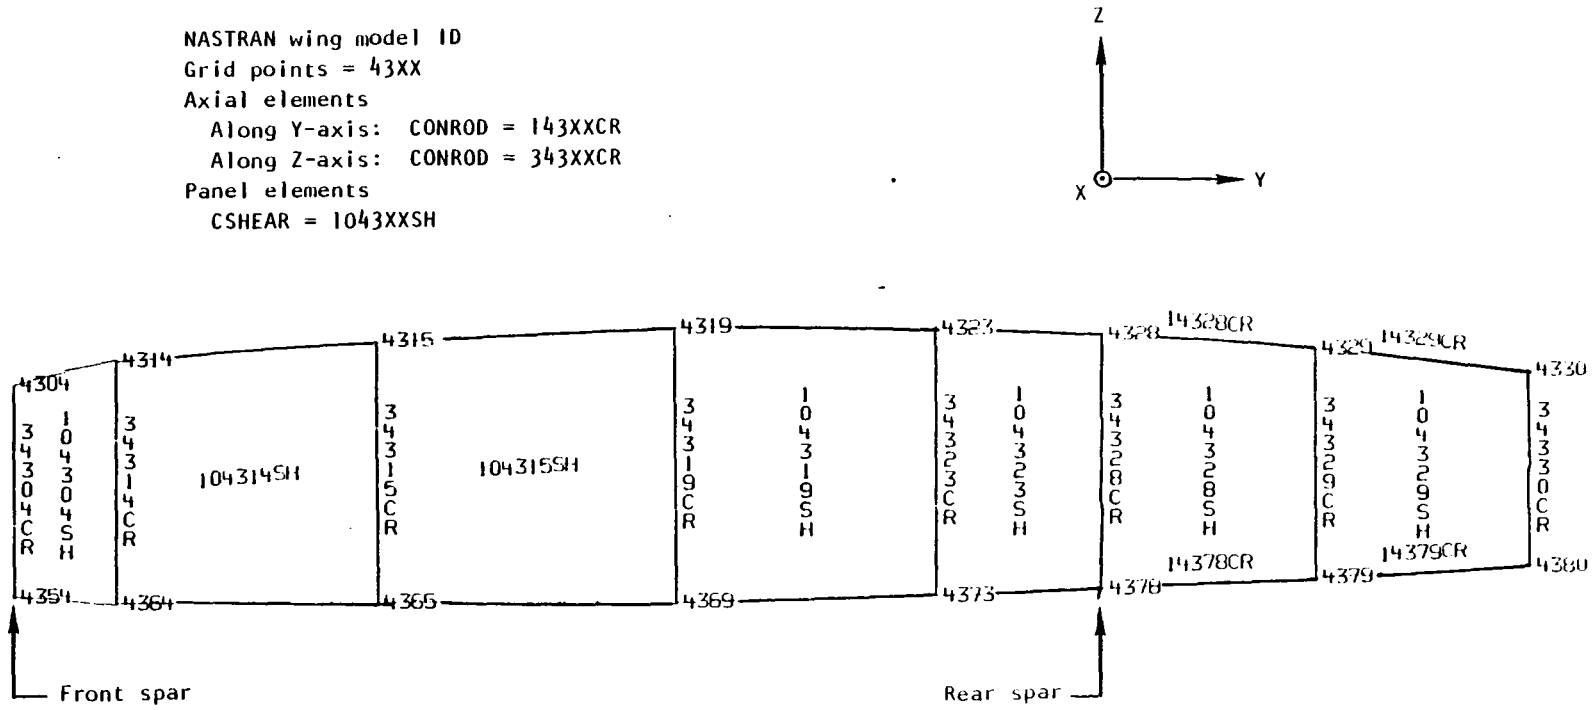 NASTRAN wing model ID
Grid points = 43XX
Axial elements
Along Y-axis: CONROD = 143XXCR
Along Z-axis: CONROD = 343XXCR
Panel elements
CSHEAR = 1043XXSH
Z
X
Y
4304
4314
4315
4319
4323
4328
14328CR
4329
14329CR
4330
34304CR
104304SH
34314CR
104314SH
34315CR
104315SH
34319CR
104319SH
34323CR
104323SH
34328CR
104328SH
34329CR
104329SH
34330CR
4354
4364
4365
4369
4373
4378
14378CR
4379
14379CR
4380
Front spar
Rear spar